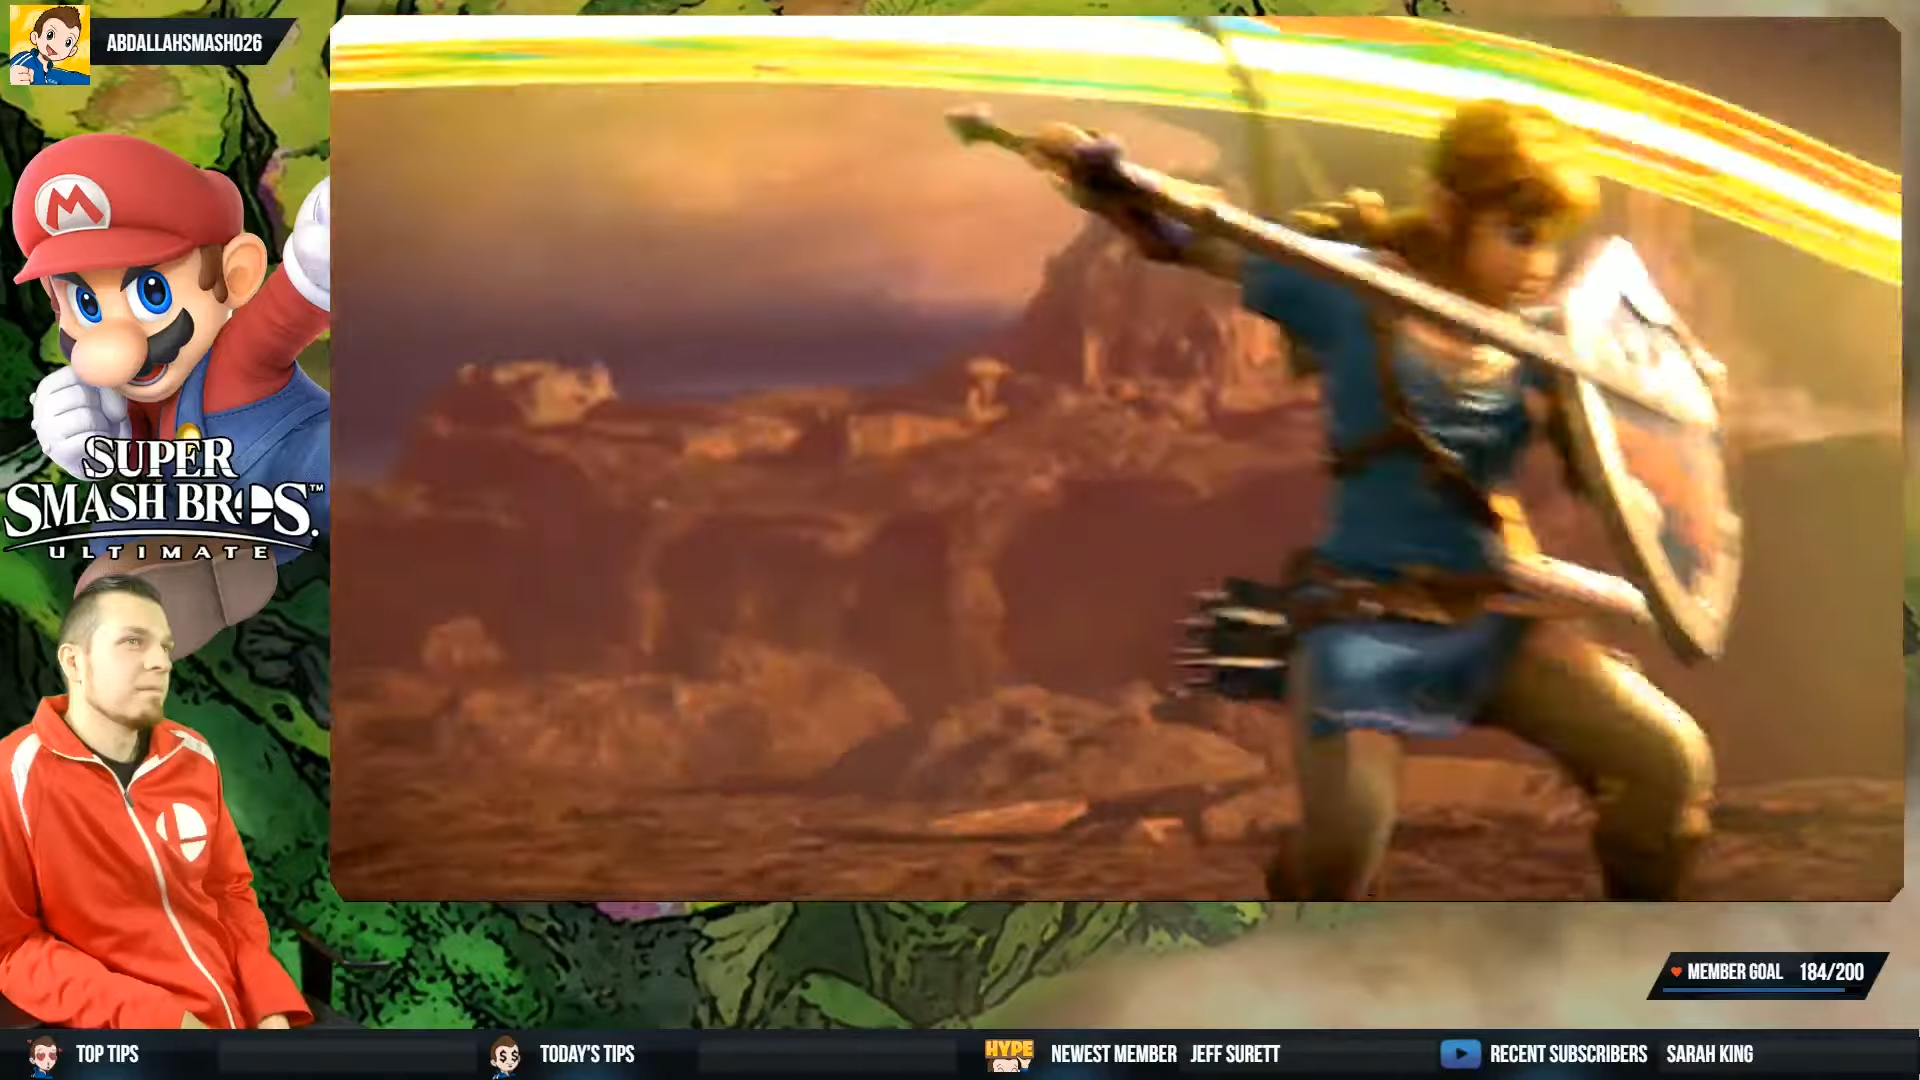 ABDALLAHSMASH026
M
SUPER
SMASH BROS.™
ULTIMATE
MEMBER GOAL 184/200
TOP TIPS
TODAY'S TIPS
HYPE
NEWEST MEMBER JEFF SURETT
RECENT SUBSCRIBERS SARAH KING